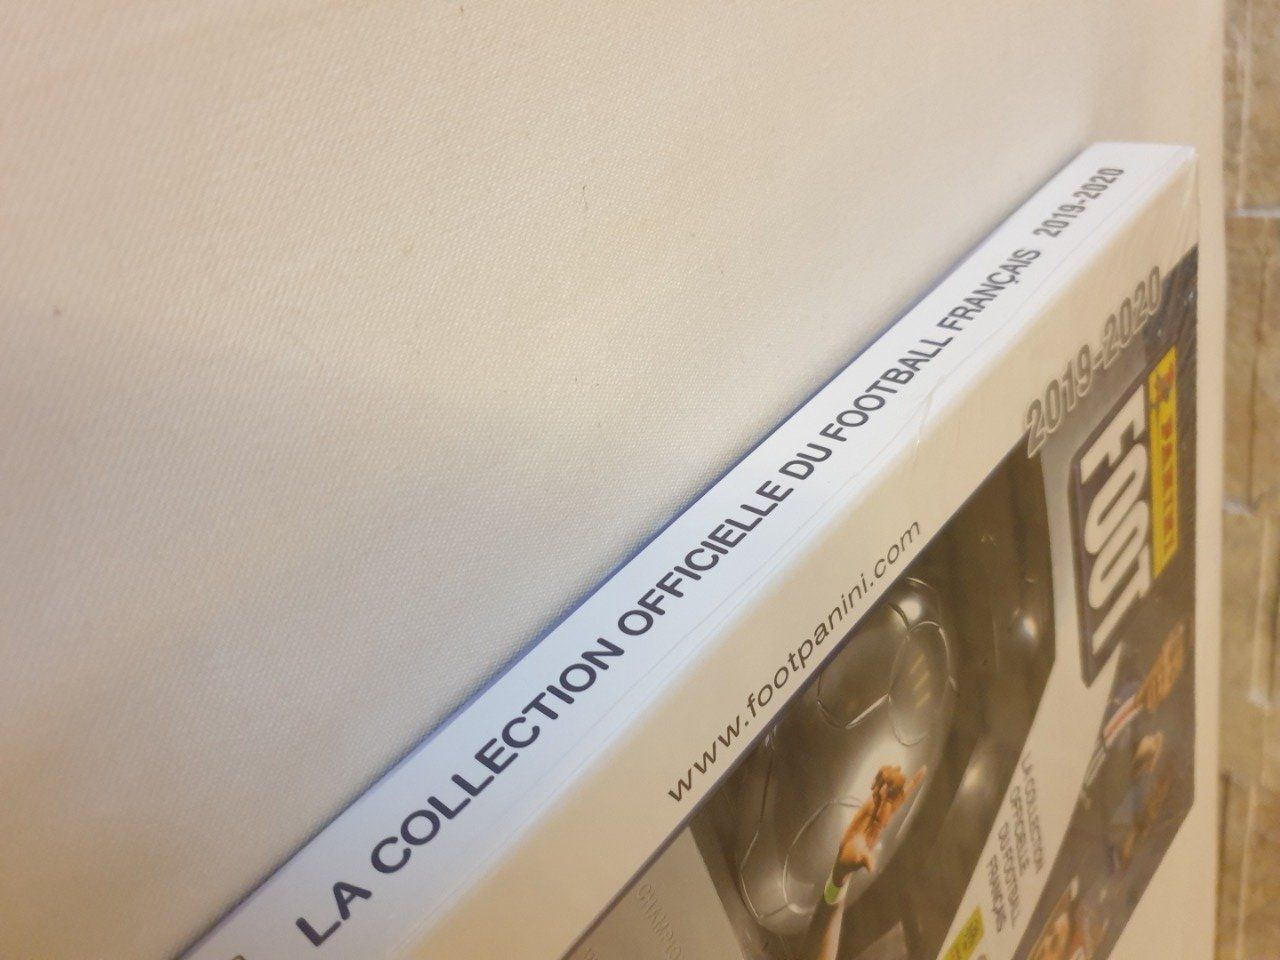 LA COLLECTION OFFICIELLE DU FOOTBALL FRANÇAIS 2019-2020
2019-2020
PANINI
FOOT
www.footpanini.com
LA COLLECTION
OFFICIELLE
DU FOOTBALL
FRANÇAIS